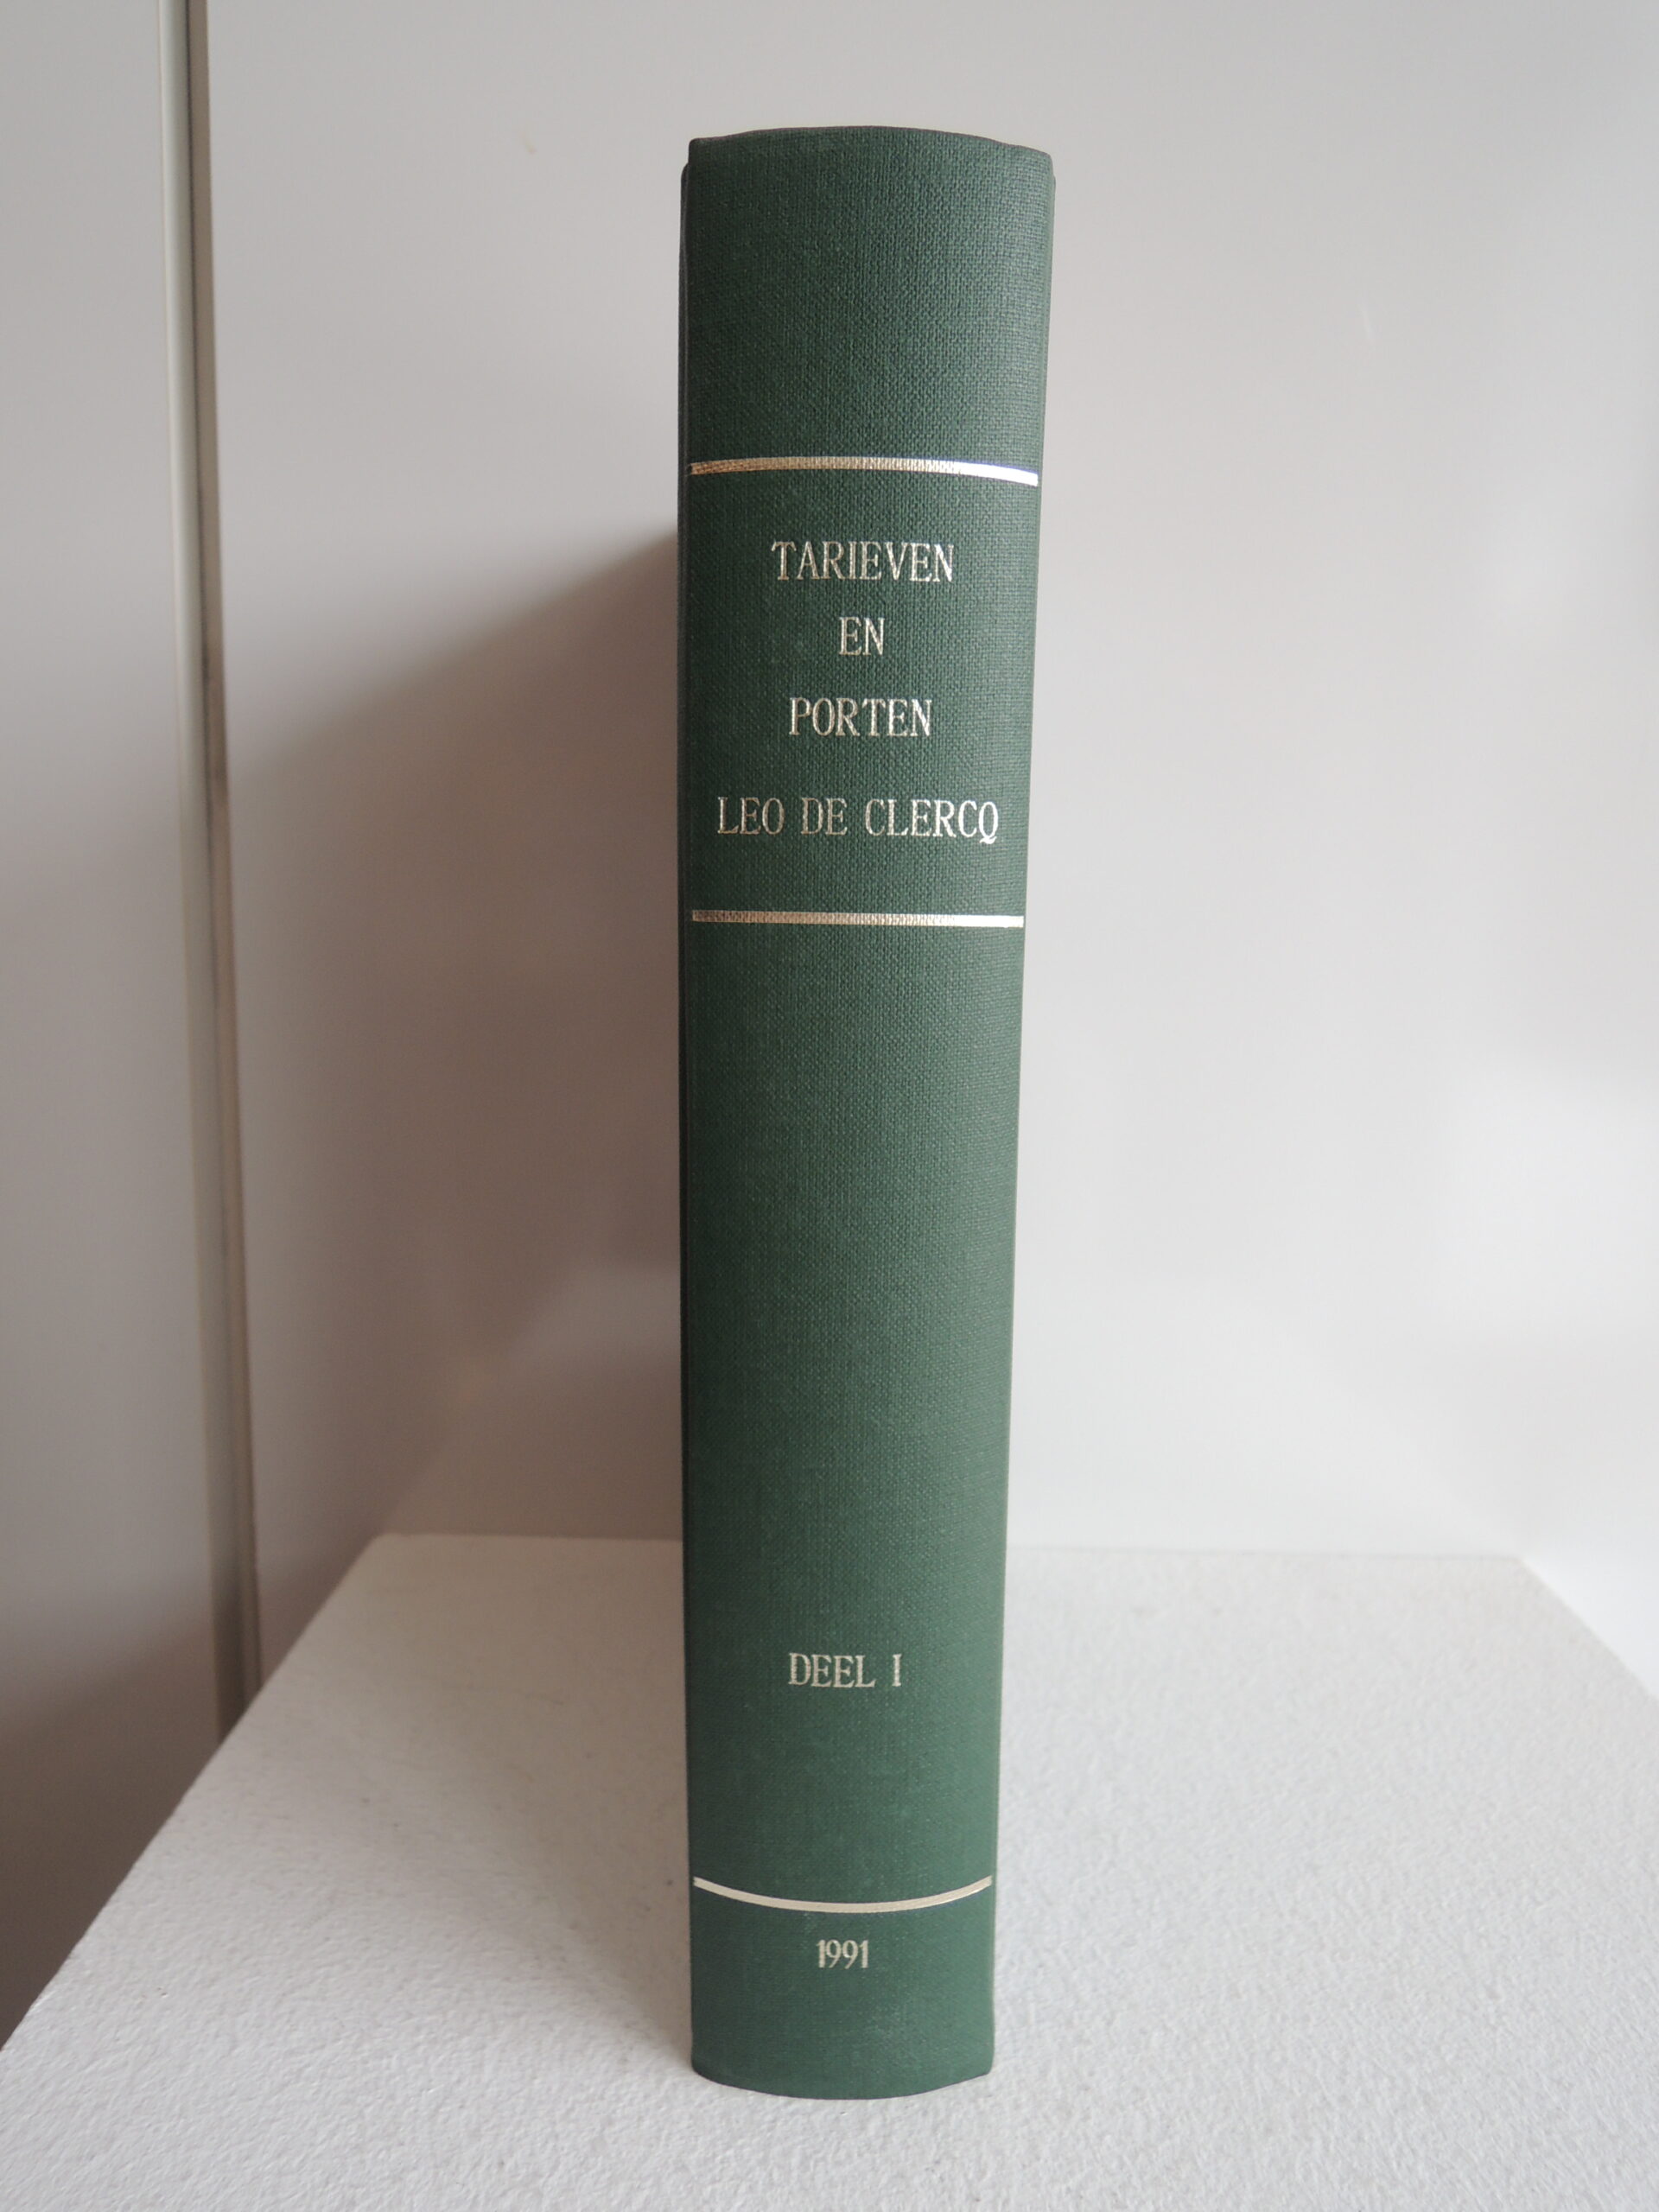 TARIEVEN
EN
PORTEN
LEO DE CLERCQ
DEEL I
1991